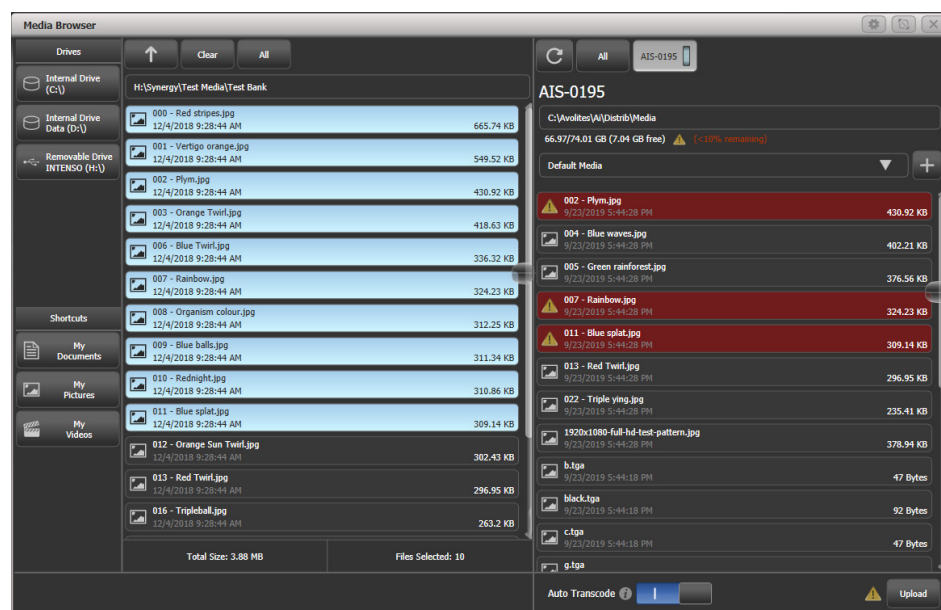 Media Browser
Drives
Internal Drive
(C:\)
Internal Drive
Data (D:\)
Removable Drive
INTENSO (H:\)
Shortcuts
My
Documents
My
Pictures
My
Videos
Clear
All
H:\Synergy\Test Media\Test Bank
000 - Red stripes.jpg
12/4/2018 9:28:44 AM
665.74 KB
001 - Vertigo orange.jpg
12/4/2018 9:28:44 AM
549.52 KB
002 - Plym.jpg
12/4/2018 9:28:44 AM
430.92 KB
003 - Orange Twirl.jpg
12/4/2018 9:28:44 AM
418.63 KB
006 - Blue Twirl.jpg
12/4/2018 9:28:44 AM
336.32 KB
007 - Rainbow.jpg
12/4/2018 9:28:44 AM
324.23 KB
008 - Organism colour.jpg
12/4/2018 9:28:44 AM
312.25 KB
009 - Blue balls.jpg
12/4/2018 9:28:44 AM
311.34 KB
010 - Rednight.jpg
12/4/2018 9:28:44 AM
310.86 KB
011 - Blue splat.jpg
12/4/2018 9:28:44 AM
309.14 KB
012 - Orange Sun Twirl.jpg
12/4/2018 9:28:44 AM
302.43 KB
013 - Red Twirl.jpg
12/4/2018 9:28:44 AM
296.95 KB
016 - Tripleball.jpg
12/4/2018 9:28:44 AM
263.2 KB
Total Size: 3.88 MB
Files Selected: 10
All
AIS-0195
AIS-0195
C:\Avolites\Ai\Distrib\Media
66.97/74.01 GB (7.04 GB free)
(<10% remaining)
Default Media
002 - Plym.jpg
9/23/2019 5:44:28 PM
430.92 KB
004 - Blue waves.jpg
9/23/2019 5:44:28 PM
402.21 KB
005 - Green rainforest.jpg
9/23/2019 5:44:28 PM
376.56 KB
007 - Rainbow.jpg
9/23/2019 5:44:28 PM
324.23 KB
011 - Blue splat.jpg
9/23/2019 5:44:28 PM
309.14 KB
013 - Red Twirl.jpg
9/23/2019 5:44:28 PM
296.95 KB
022 - Triple ying.jpg
9/23/2019 5:44:28 PM
235.41 KB
1920x1080-full-hd-test-pattern.jpg
9/23/2019 5:44:28 PM
378.94 KB
b.tga
9/23/2019 5:44:18 PM
47 Bytes
black.tga
9/23/2019 5:44:18 PM
92 Bytes
c.tga
9/23/2019 5:44:18 PM
47 Bytes
g.tga
Auto Transcode
Upload